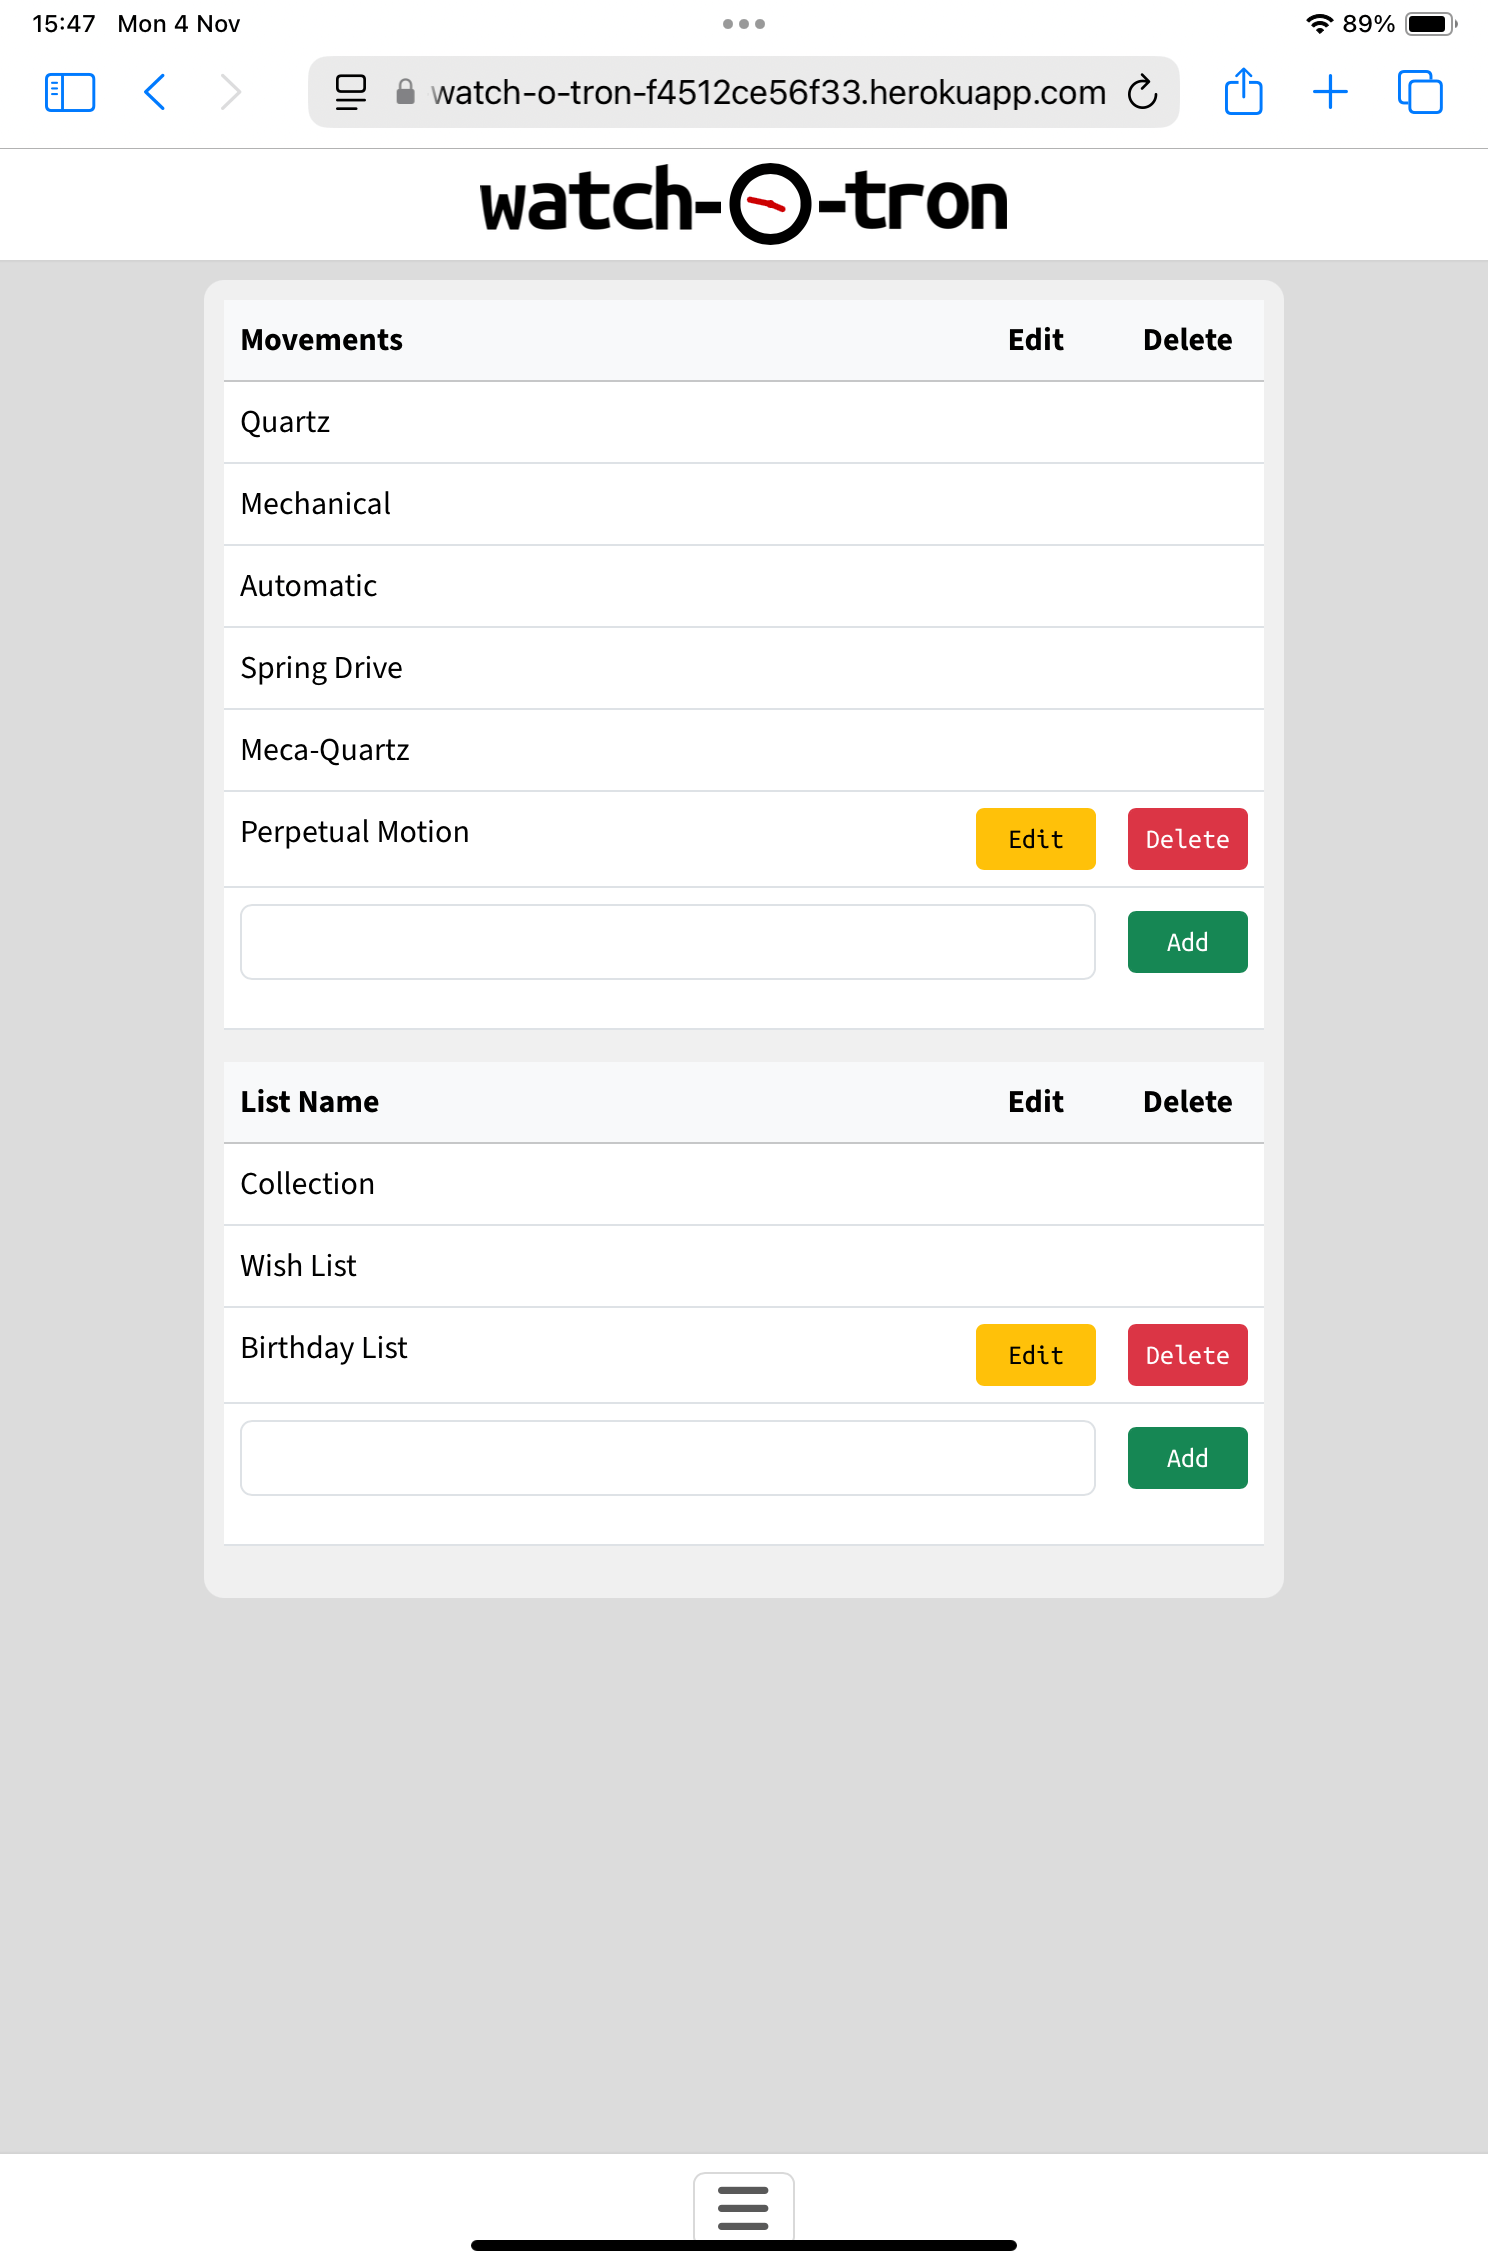 15:47 Mon 4 Nov 89%
watch-o-tron-f4512ce56f33.herokuapp.com
watch-o-tron
Movements Edit Delete
Quartz
Mechanical
Automatic
Spring Drive
Meca-Quartz
Perpetual Motion Edit Delete
Add
List Name Edit Delete
Collection
Wish List
Birthday List Edit Delete
Add